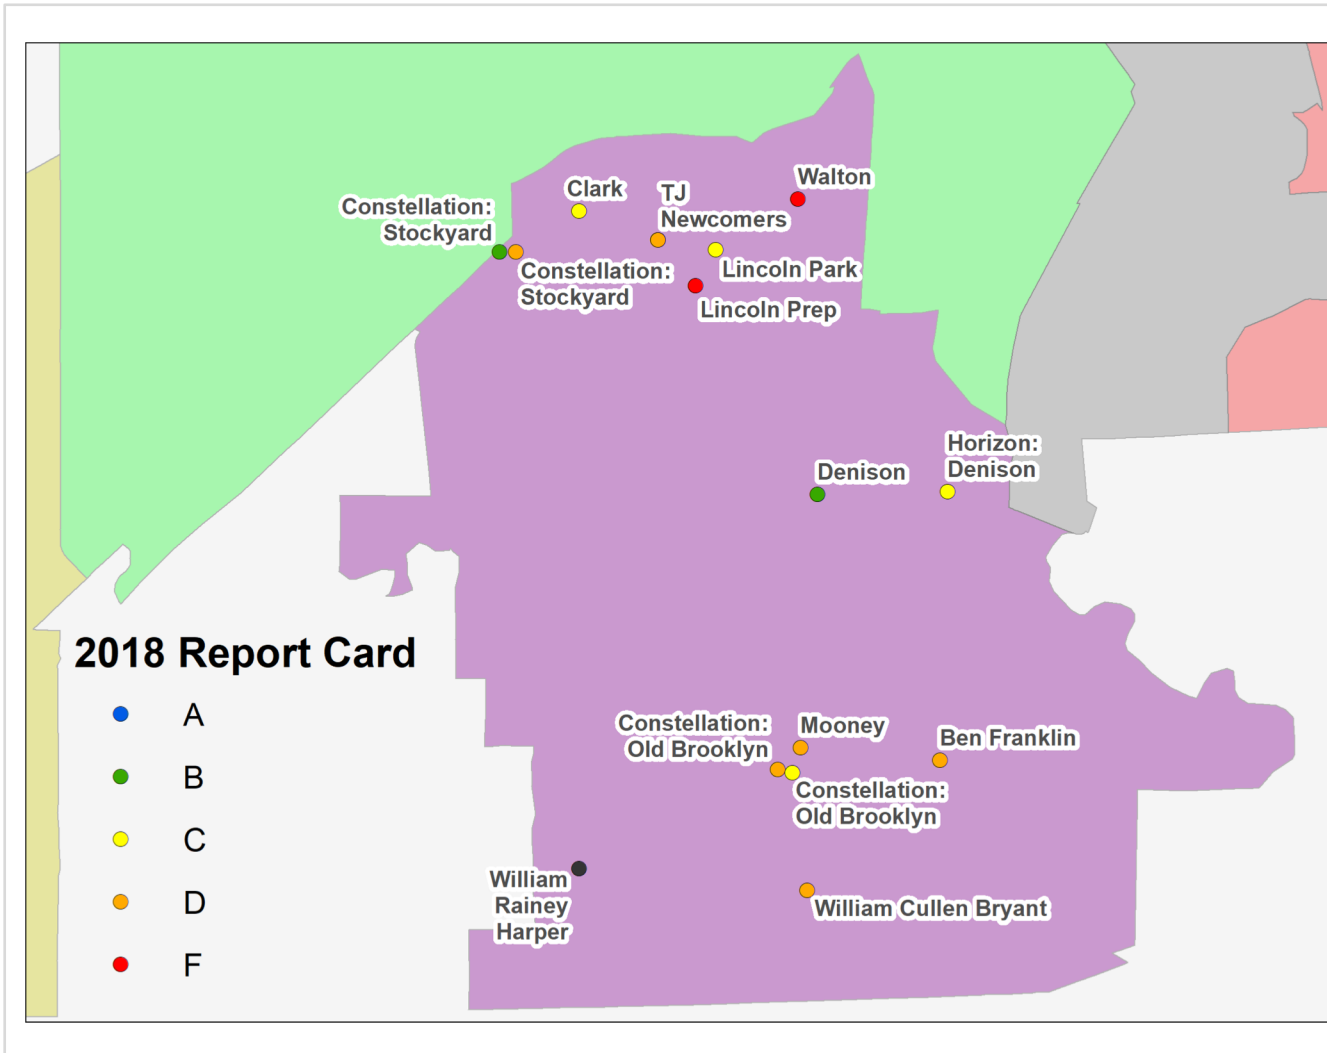 Walton
Clark
TJ
Newcomers
Constellation:
Stockyard
Constellation:
Stockyard
Lincoln Park
Lincoln Prep
Horizon:
Denison
Denison
2018 Report Card
A
B
C
D
F
Constellation:
Old Brooklyn
Mooney
Ben Franklin
Constellation:
Old Brooklyn
William
Rainey
Harper
William Cullen Bryant